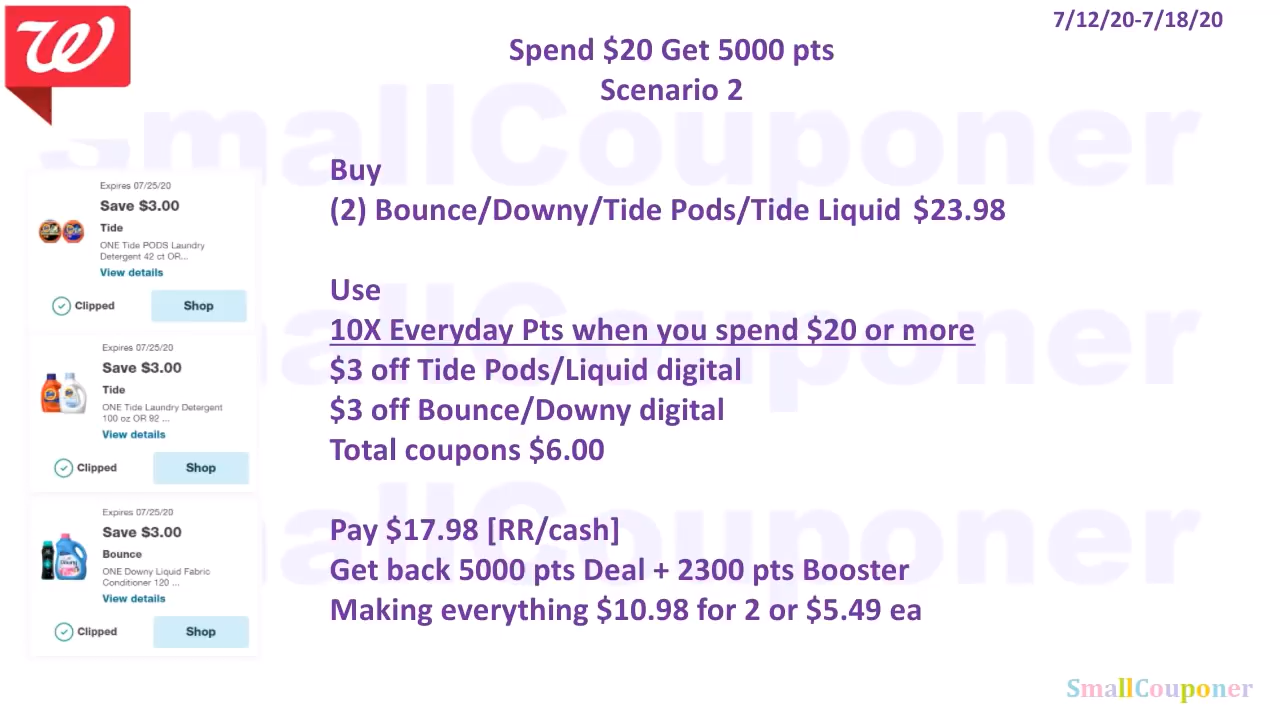 7/12/20-7/18/20
Spend $20 Get 5000 pts
Scenario 2
Buy
(2) Bounce/Downy/Tide Pods/Tide Liquid $23.98
Use
10X Everyday Pts when you spend $20 or more
$3 off Tide Pods/Liquid digital
$3 off Bounce/Downy digital
Total coupons $6.00
Pay $17.98 [RR/cash]
Get back 5000 pts Deal + 2300 pts Booster
Making everything $10.98 for 2 or $5.49 ea
Expires 07/25/20
Save $3.00
Tide
ONE Tide PODS Laundry
Detergent 42 ct OR...
View details
Clipped Shop
Expires 07/25/20
Save $3.00
Tide
ONE Tide Laundry Detergent
100 oz OR 92 ...
View details
Clipped Shop
Expires 07/25/20
Save $3.00
Bounce
ONE Downy Liquid Fabric
Conditioner 120 ...
View details
Clipped Shop
SmallCouponer
SmallCouponer
SmallCouponer
SmallCouponer